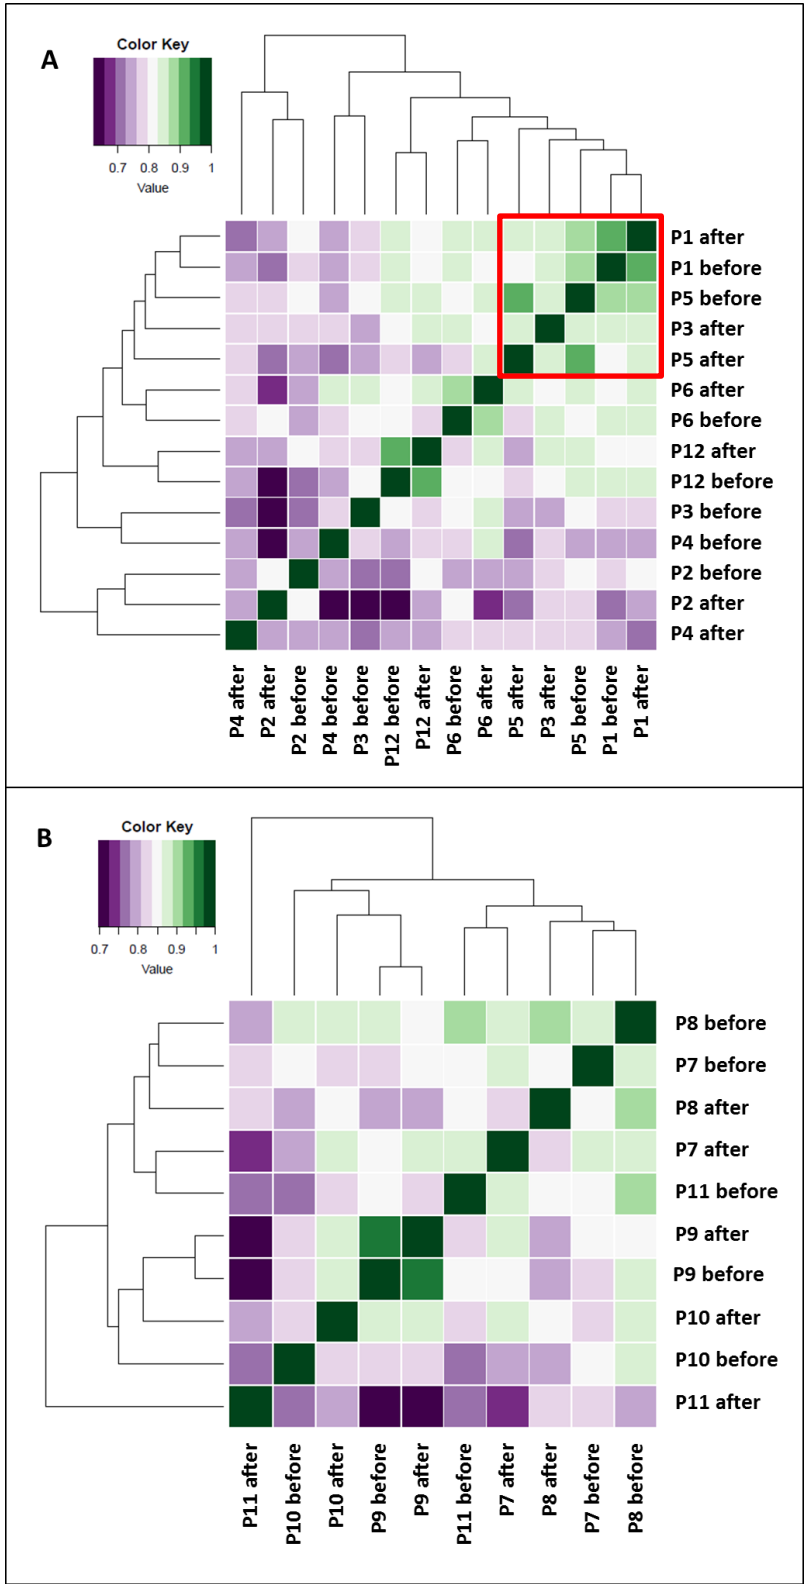 A
Color Key
0.7 0.8 0.9 1
Value
P1 after
P1 before
P5 before
P3 after
P5 after
P6 after
P6 before
P12 after
P12 before
P3 before
P4 before
P2 before
P2 after
P4 after
P4 after
P2 after
P2 before
P4 before
P3 before
P12 before
P12 after
P6 before
P6 after
P5 after
P3 after
P5 before
P1 before
P1 after
B
Color Key
0.7 0.8 0.9 1
Value
P8 before
P7 before
P8 after
P7 after
P11 before
P9 after
P9 before
P10 after
P10 before
P11 after
P11 after
P10 before
P10 after
P9 before
P9 after
P11 before
P7 after
P8 after
P7 before
P8 before